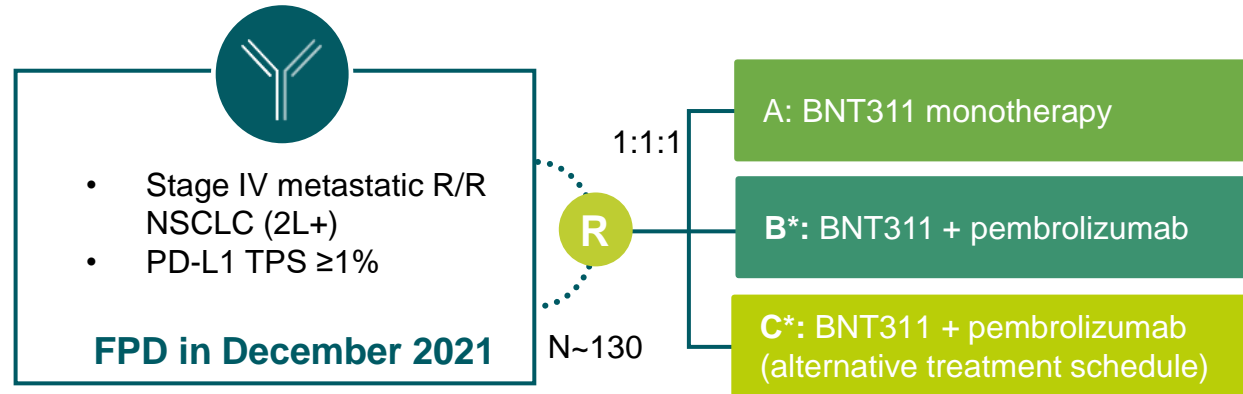 • Stage IV metastatic R/R
NSCLC (2L+)
• PD-L1 TPS ≥1%
FPD in December 2021
1:1:1
R
N~130
A: BNT311 monotherapy
B*: BNT311 + pembrolizumab
C*: BNT311 + pembrolizumab
(alternative treatment schedule)